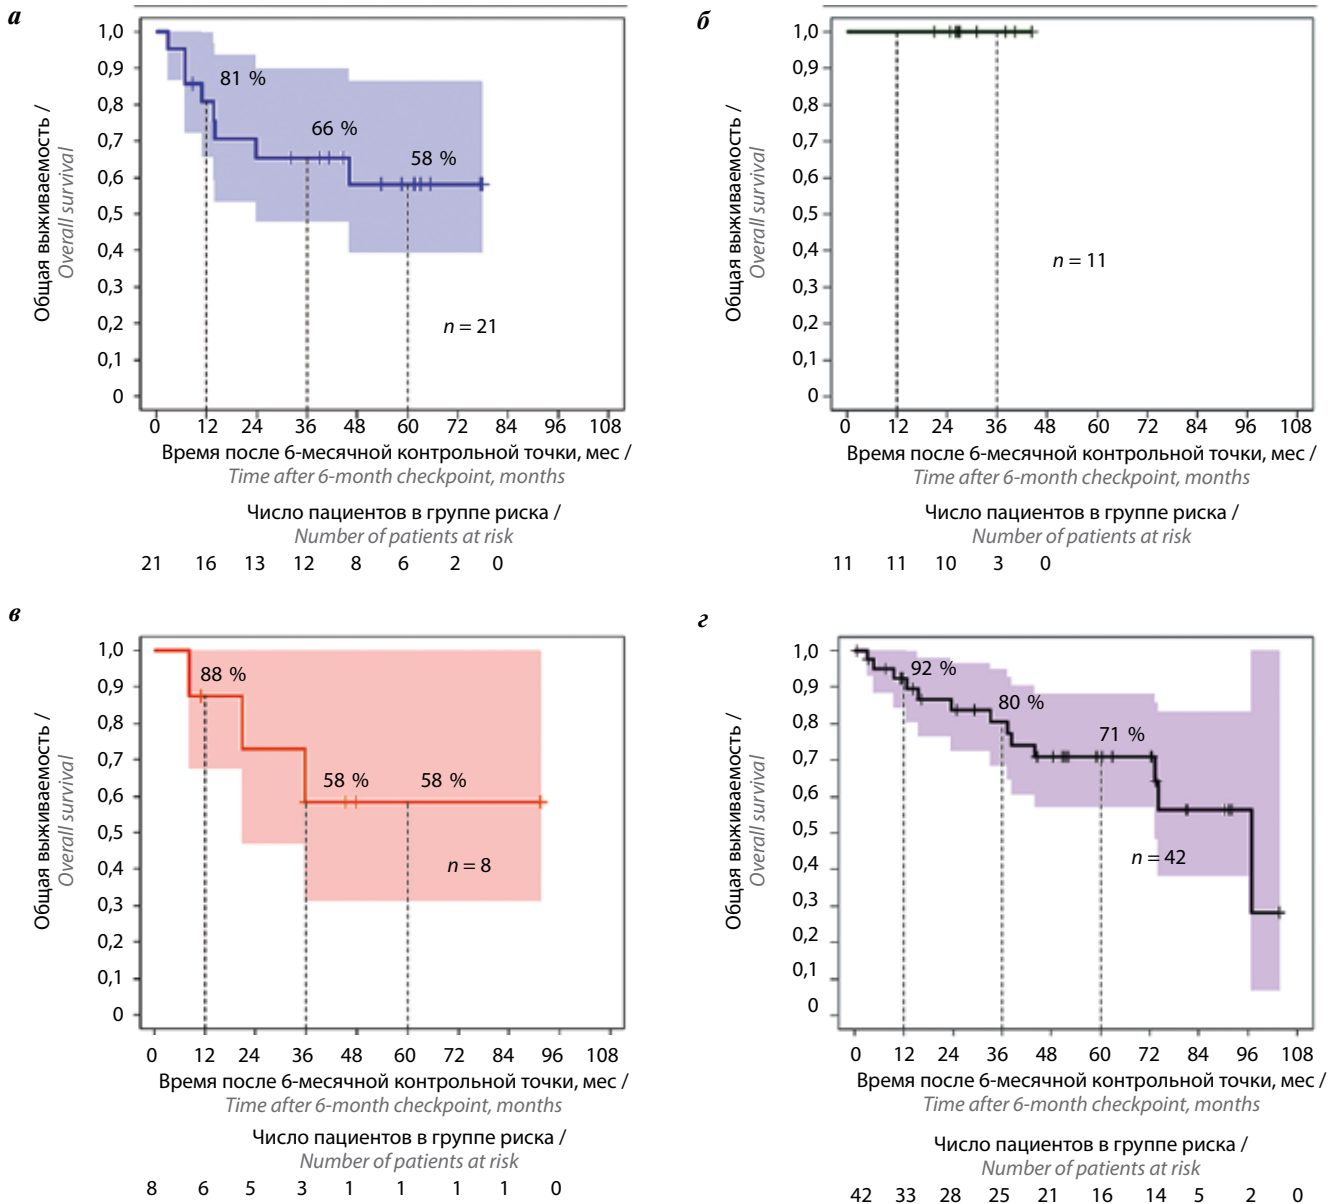 а
1,0
0,9
0,8
0,7
0,6
0,5
0,4
0,3
0,2
0,1
0
Общая выживаемость /
Overall survival
81 %
66 %
58 %
n = 21
0 12 24 36 48 60 72 84 96 108
Время после 6-месячной контрольной точки, мес /
Time after 6-month checkpoint, months
Число пациентов в группе риска /
Number of patients at risk
21 16 13 12 8 6 2 0
б
1,0
0,9
0,8
0,7
0,6
0,5
0,4
0,3
0,2
0,1
0
Общая выживаемость /
Overall survival
n = 11
0 12 24 36 48 60 72 84 96 108
Время после 6-месячной контрольной точки, мес /
Time after 6-month checkpoint, months
Число пациентов в группе риска /
Number of patients at risk
11 11 10 3 0
в
1,0
0,9
0,8
0,7
0,6
0,5
0,4
0,3
0,2
0,1
0
Общая выживаемость /
Overall survival
88 %
58 % 58 %
n = 8
0 12 24 36 48 60 72 84 96 108
Время после 6-месячной контрольной точки, мес /
Time after 6-month checkpoint, months
Число пациентов в группе риска /
Number of patients at risk
8 6 5 3 1 1 1 1 0
г
1,0
0,9
0,8
0,7
0,6
0,5
0,4
0,3
0,2
0,1
0
Общая выживаемость /
Overall survival
92 %
80 %
71 %
n = 42
0 12 24 36 48 60 72 84 96 108
Время после 6-месячной контрольной точки, мес /
Time after 6-month checkpoint, months
Число пациентов в группе риска /
Number of patients at risk
42 33 28 25 21 16 14 5 2 0